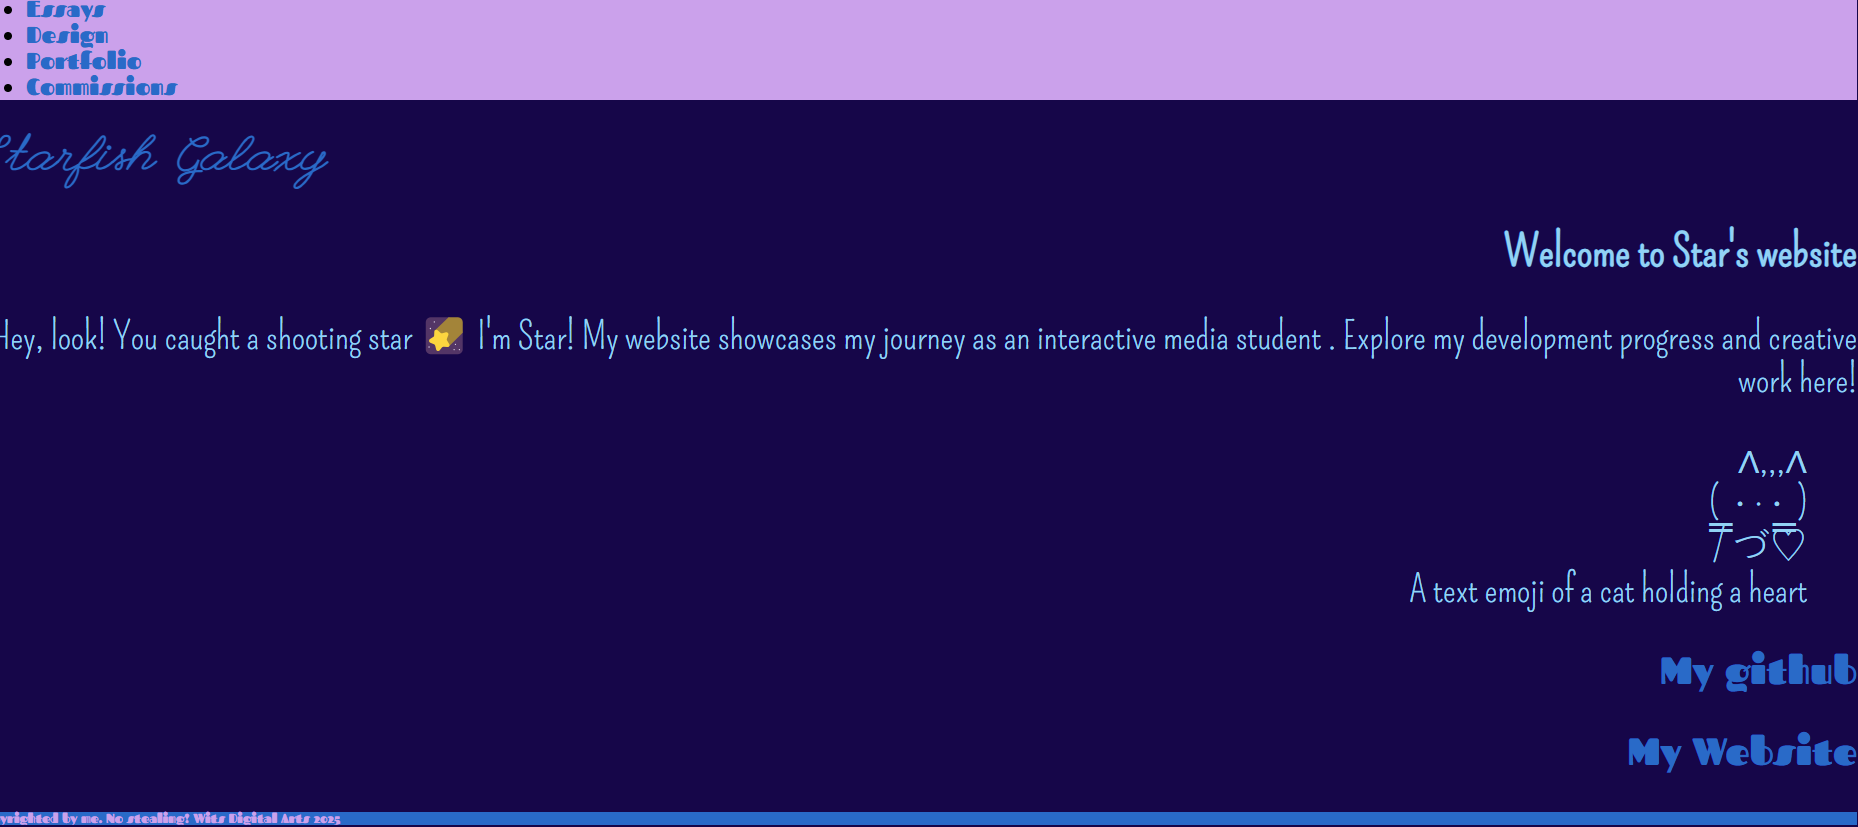 Essays
Design
Portfolio
Commissions
Starfish Galaxy
Welcome to Star's website
Hey, look! You caught a shooting star 🌠 I'm Star! My website showcases my journey as an interactive media student . Explore my development progress and creative
work here!
Λ,,,Λ
( • · • )
/ づ♡
A text emoji of a cat holding a heart
My github
My Website
yrighted by me. No stealing! Wits Digital Arts 2025